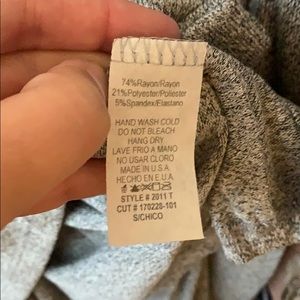 74%Rayon/Rayon
21%Polyester/Poliester
5%Spandex/Elastano
HAND WASH COLD
DO NOT BLEACH
HANG DRY
LAVE FRIO A MANO
NO USAR CLORO
MADE IN U.S.A.
HECHO EN E.U.A
STYLE # 2011 T
CUT # 170228-101
S/CHICO